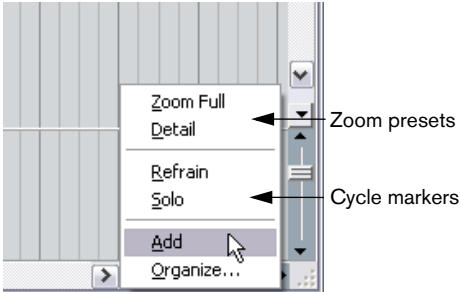 Zoom Full
Detail
Zoom presets
Refrain
Solo
Cycle markers
Add
Organize...